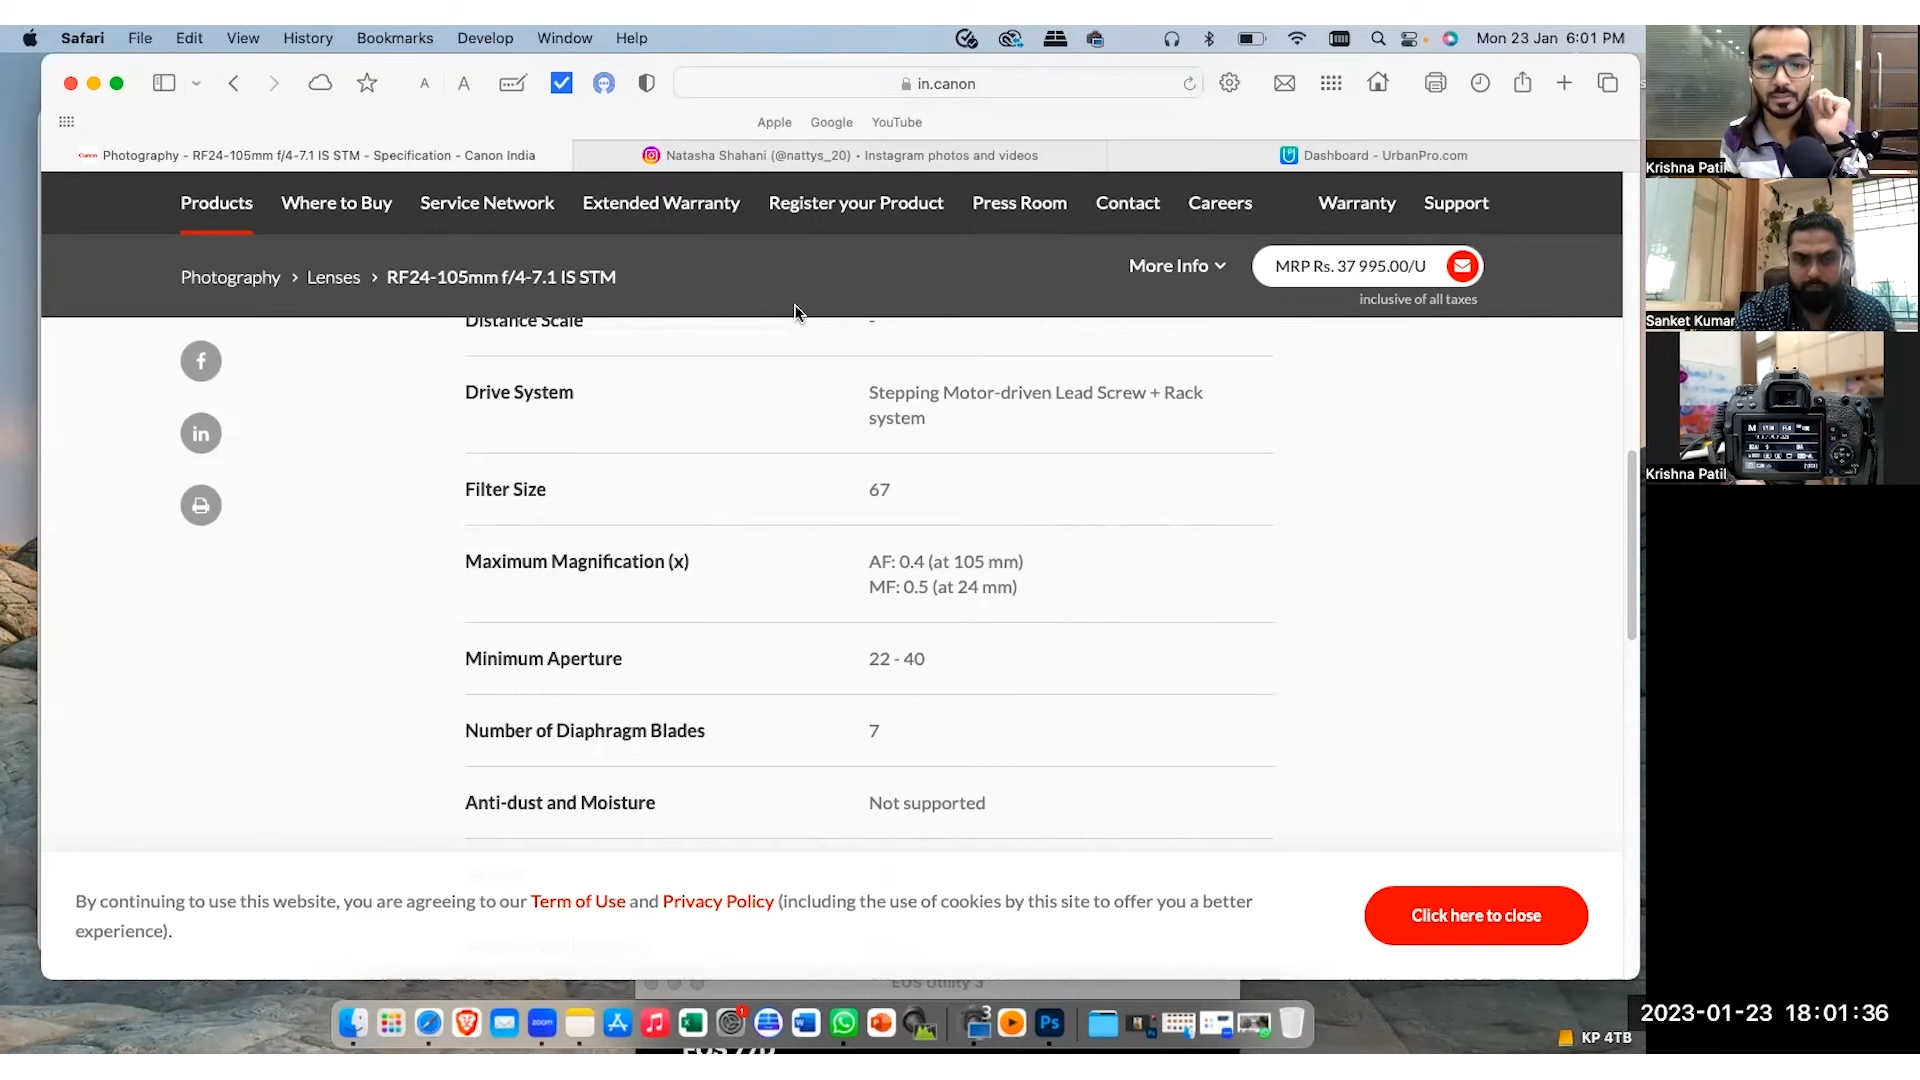 Safari File Edit View History Bookmarks Develop Window Help
Mon 23 Jan 6:01 PM
in.canon
Apple Google YouTube
Canon Photography - RF24-105mm f/4-7.1 IS STM - Specification - Canon India
Natasha Shahani (@nattys_20) • Instagram photos and videos
Dashboard - UrbanPro.com
Products Where to Buy Service Network Extended Warranty Register your Product Press Room Contact Careers Warranty Support
Photography > Lenses > RF24-105mm f/4-7.1 IS STM
More Info
MRP Rs. 37 995.00/U
inclusive of all taxes
Distance Scale -
Drive System Stepping Motor-driven Lead Screw + Rack
system
Filter Size 67
Maximum Magnification (x) AF: 0.4 (at 105 mm)
MF: 0.5 (at 24 mm)
Minimum Aperture 22 - 40
Number of Diaphragm Blades 7
Anti-dust and Moisture Not supported
By continuing to use this website, you are agreeing to our Term of Use and Privacy Policy (including the use of cookies by this site to offer you a better
experience).
Click here to close
EOS Utility 3
zoom
KP 4TB
Krishna Patil
Sanket Kumar
Krishna Patil
2023-01-23 18:01:36